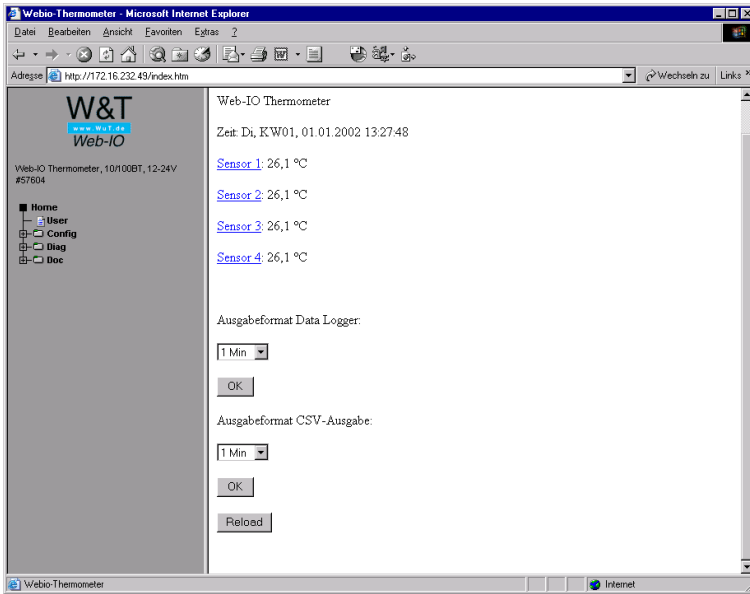 Webio-Thermometer - Microsoft Internet Explorer
Datei Bearbeiten Ansicht Favoriten Extras ?
Adresse http://172.16.232.49/index.htm Wechseln zu Links »
W&T
www.WuT.de
Web-IO
Web-IO Thermometer, 10/100BT, 12-24V
#57604
Home
User
Config
Diag
Doc
Web-IO Thermometer
Zeit: Di, KW01, 01.01.2002 13:27:48
Sensor 1: 26,1 °C
Sensor 2: 26,1 °C
Sensor 3: 26,1 °C
Sensor 4: 26,1 °C
Ausgabeformat Data Logger:
1 Min
OK
Ausgabeformat CSV-Ausgabe:
1 Min
OK
Reload
Webio-Thermometer Internet